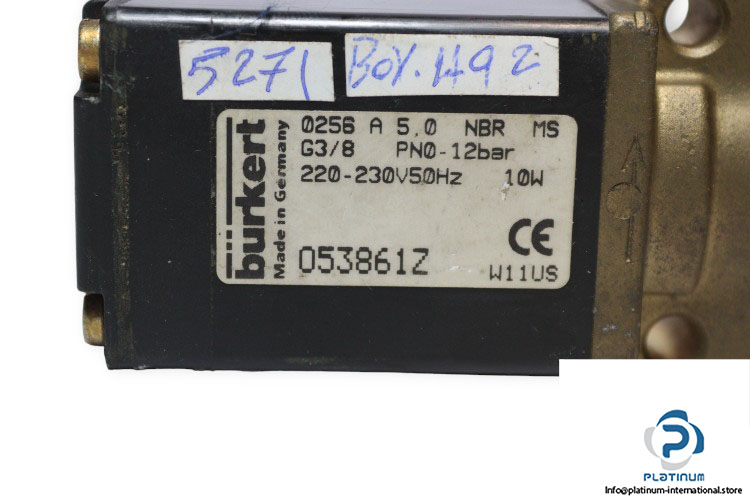 5271
BOY.1492
bürkert
Made in Germany
0256 A 5,0 NBR MS
G3/8 PN0-12bar
220-230V50Hz 10W
CE
053861Z
W11US
PLATINUM
Info@platinum-international.store